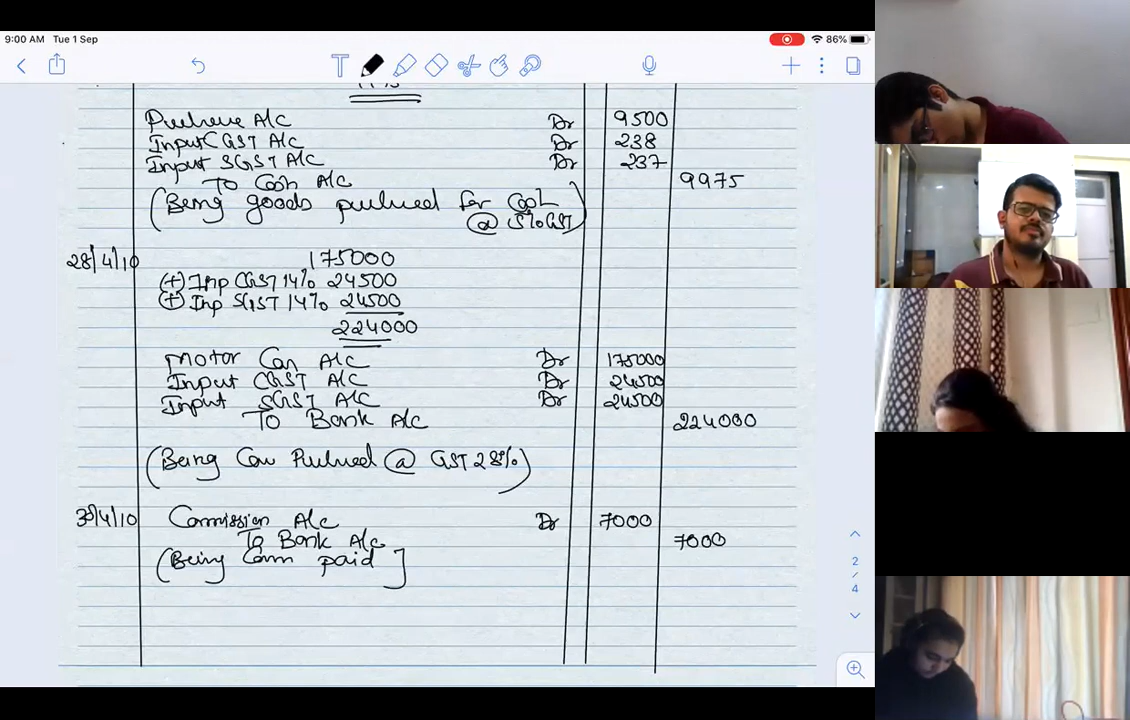 9:00 AM Tue 1 Sep
86%
Purchase A/c Dr 9500
Input CGST A/c Dr 238
Input SGST A/c Dr 237
To Cash A/c 9975
(Being goods purchased for Cash
@ 5% GST)
28/4/10 175000
(+) Inp CGST 14% 24500
(+) Inp SGST 14% 24500
224000
Motor Car A/c Dr 175000
Input CGST A/c Dr 24500
Input SGST A/c Dr 24500
To Bank A/c 224000
(Being Car Purchased @ GST 28%)
30/4/10 Commission A/c Dr 7000
To Bank A/c 7000
(Being Comm paid]
2
/
4